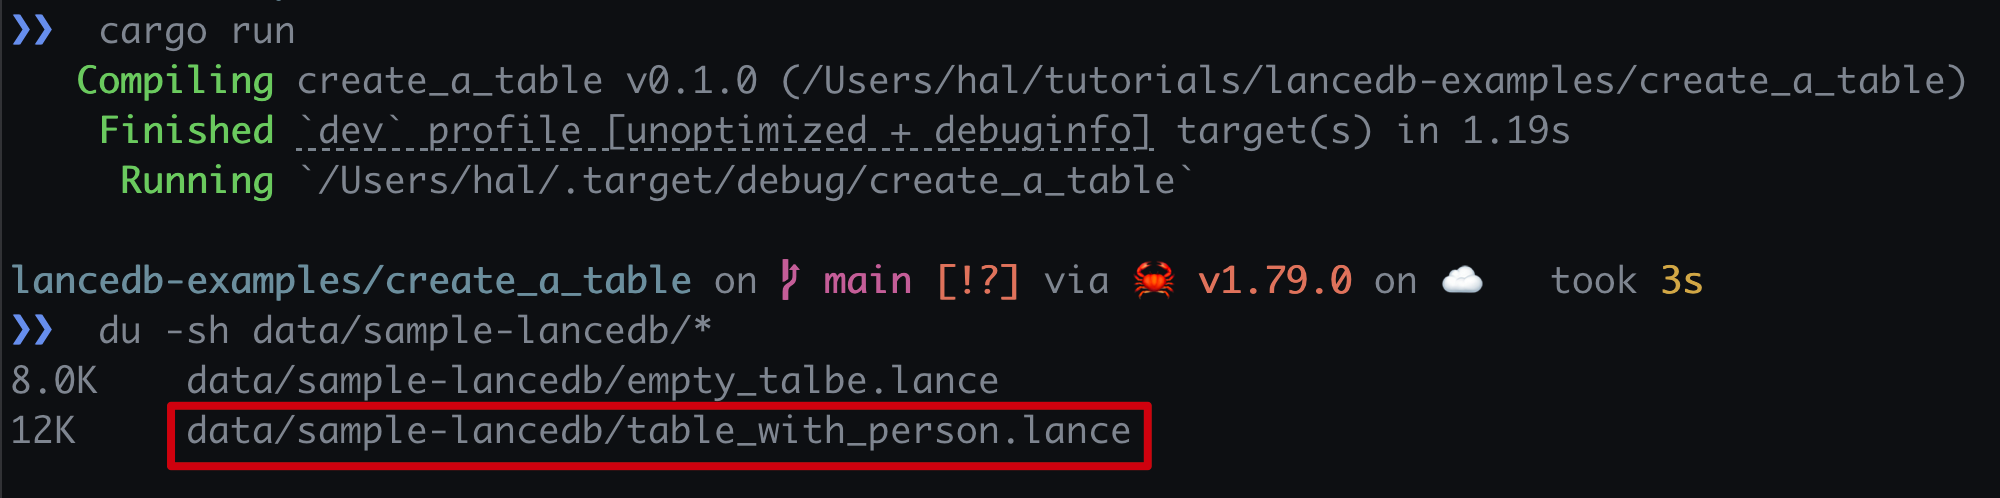 ❯❯ cargo run
Compiling create_a_table v0.1.0 (/Users/hal/tutorials/lancedb-examples/create_a_table)
Finished `dev` profile [unoptimized + debuginfo] target(s) in 1.19s
Running `/Users/hal/.target/debug/create_a_table`
lancedb-examples/create_a_table on main [!?] via 🦀 v1.79.0 on ☁️ took 3s
❯❯ du -sh data/sample-lancedb/*
8.0K data/sample-lancedb/empty_talbe.lance
12K data/sample-lancedb/table_with_person.lance